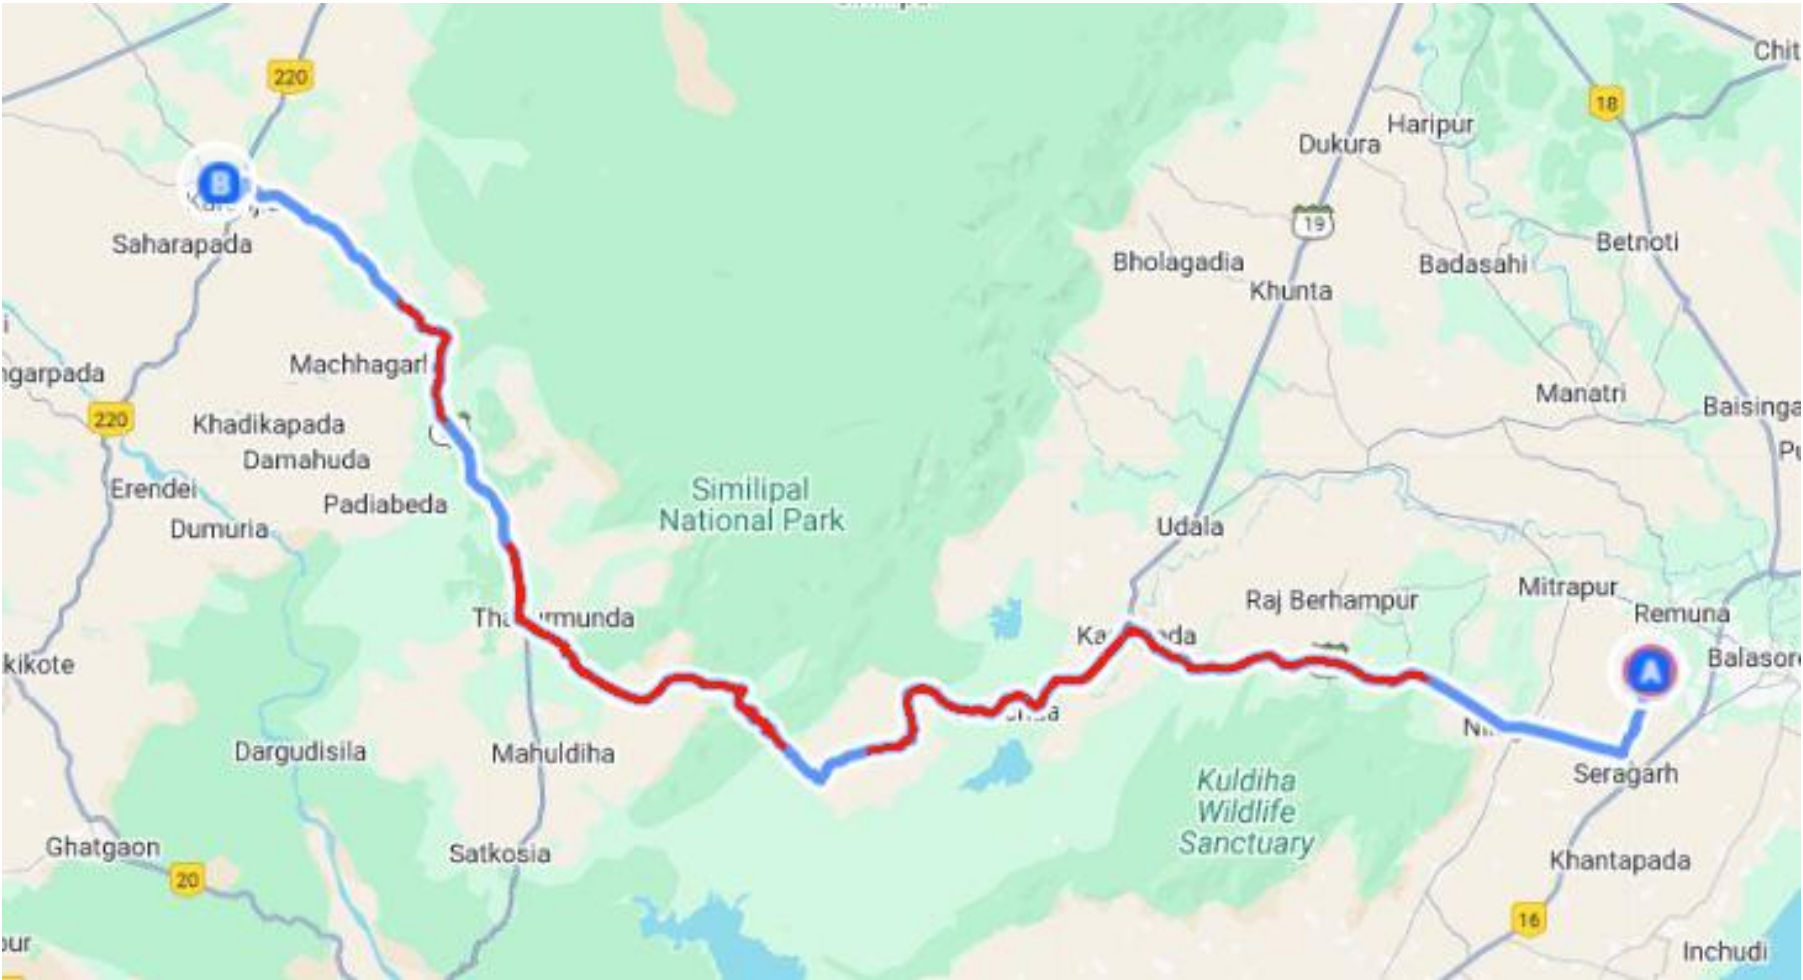 220
Chit
18
Haripur
Dukura
B
19
Saharapada
Betnoti
Bholagadia
Badasahi
Khunta
Machhagarh
ngarpada
Manatri
Baisinga
220
Khadikapada
Damahuda
Erendei
Padiabeda
Similipal
National Park
Dumuria
Udala
Mitrapur
Raj Berhampur
Remuna
kikote
Balasore
A
Dargudisila
Mahuldiha
Seragarh
Kuldiha
Wildlife
Sanctuary
Ghatgaon
Satkosia
Khantapada
20
16
Inchudi